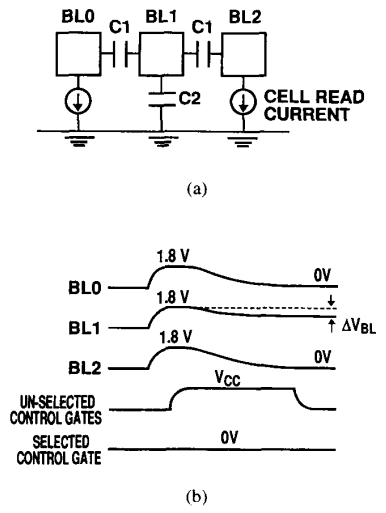 BL0 BL1 BL2
C1 C1
C2
CELL READ
CURRENT
(a)
1.8 V
BL0 0V
1.8 V
BL1 ΔVBL
1.8 V
BL2 0V
VCC
UN-SELECTED
CONTROL GATES
SELECTED
CONTROL GATE 0V
(b)